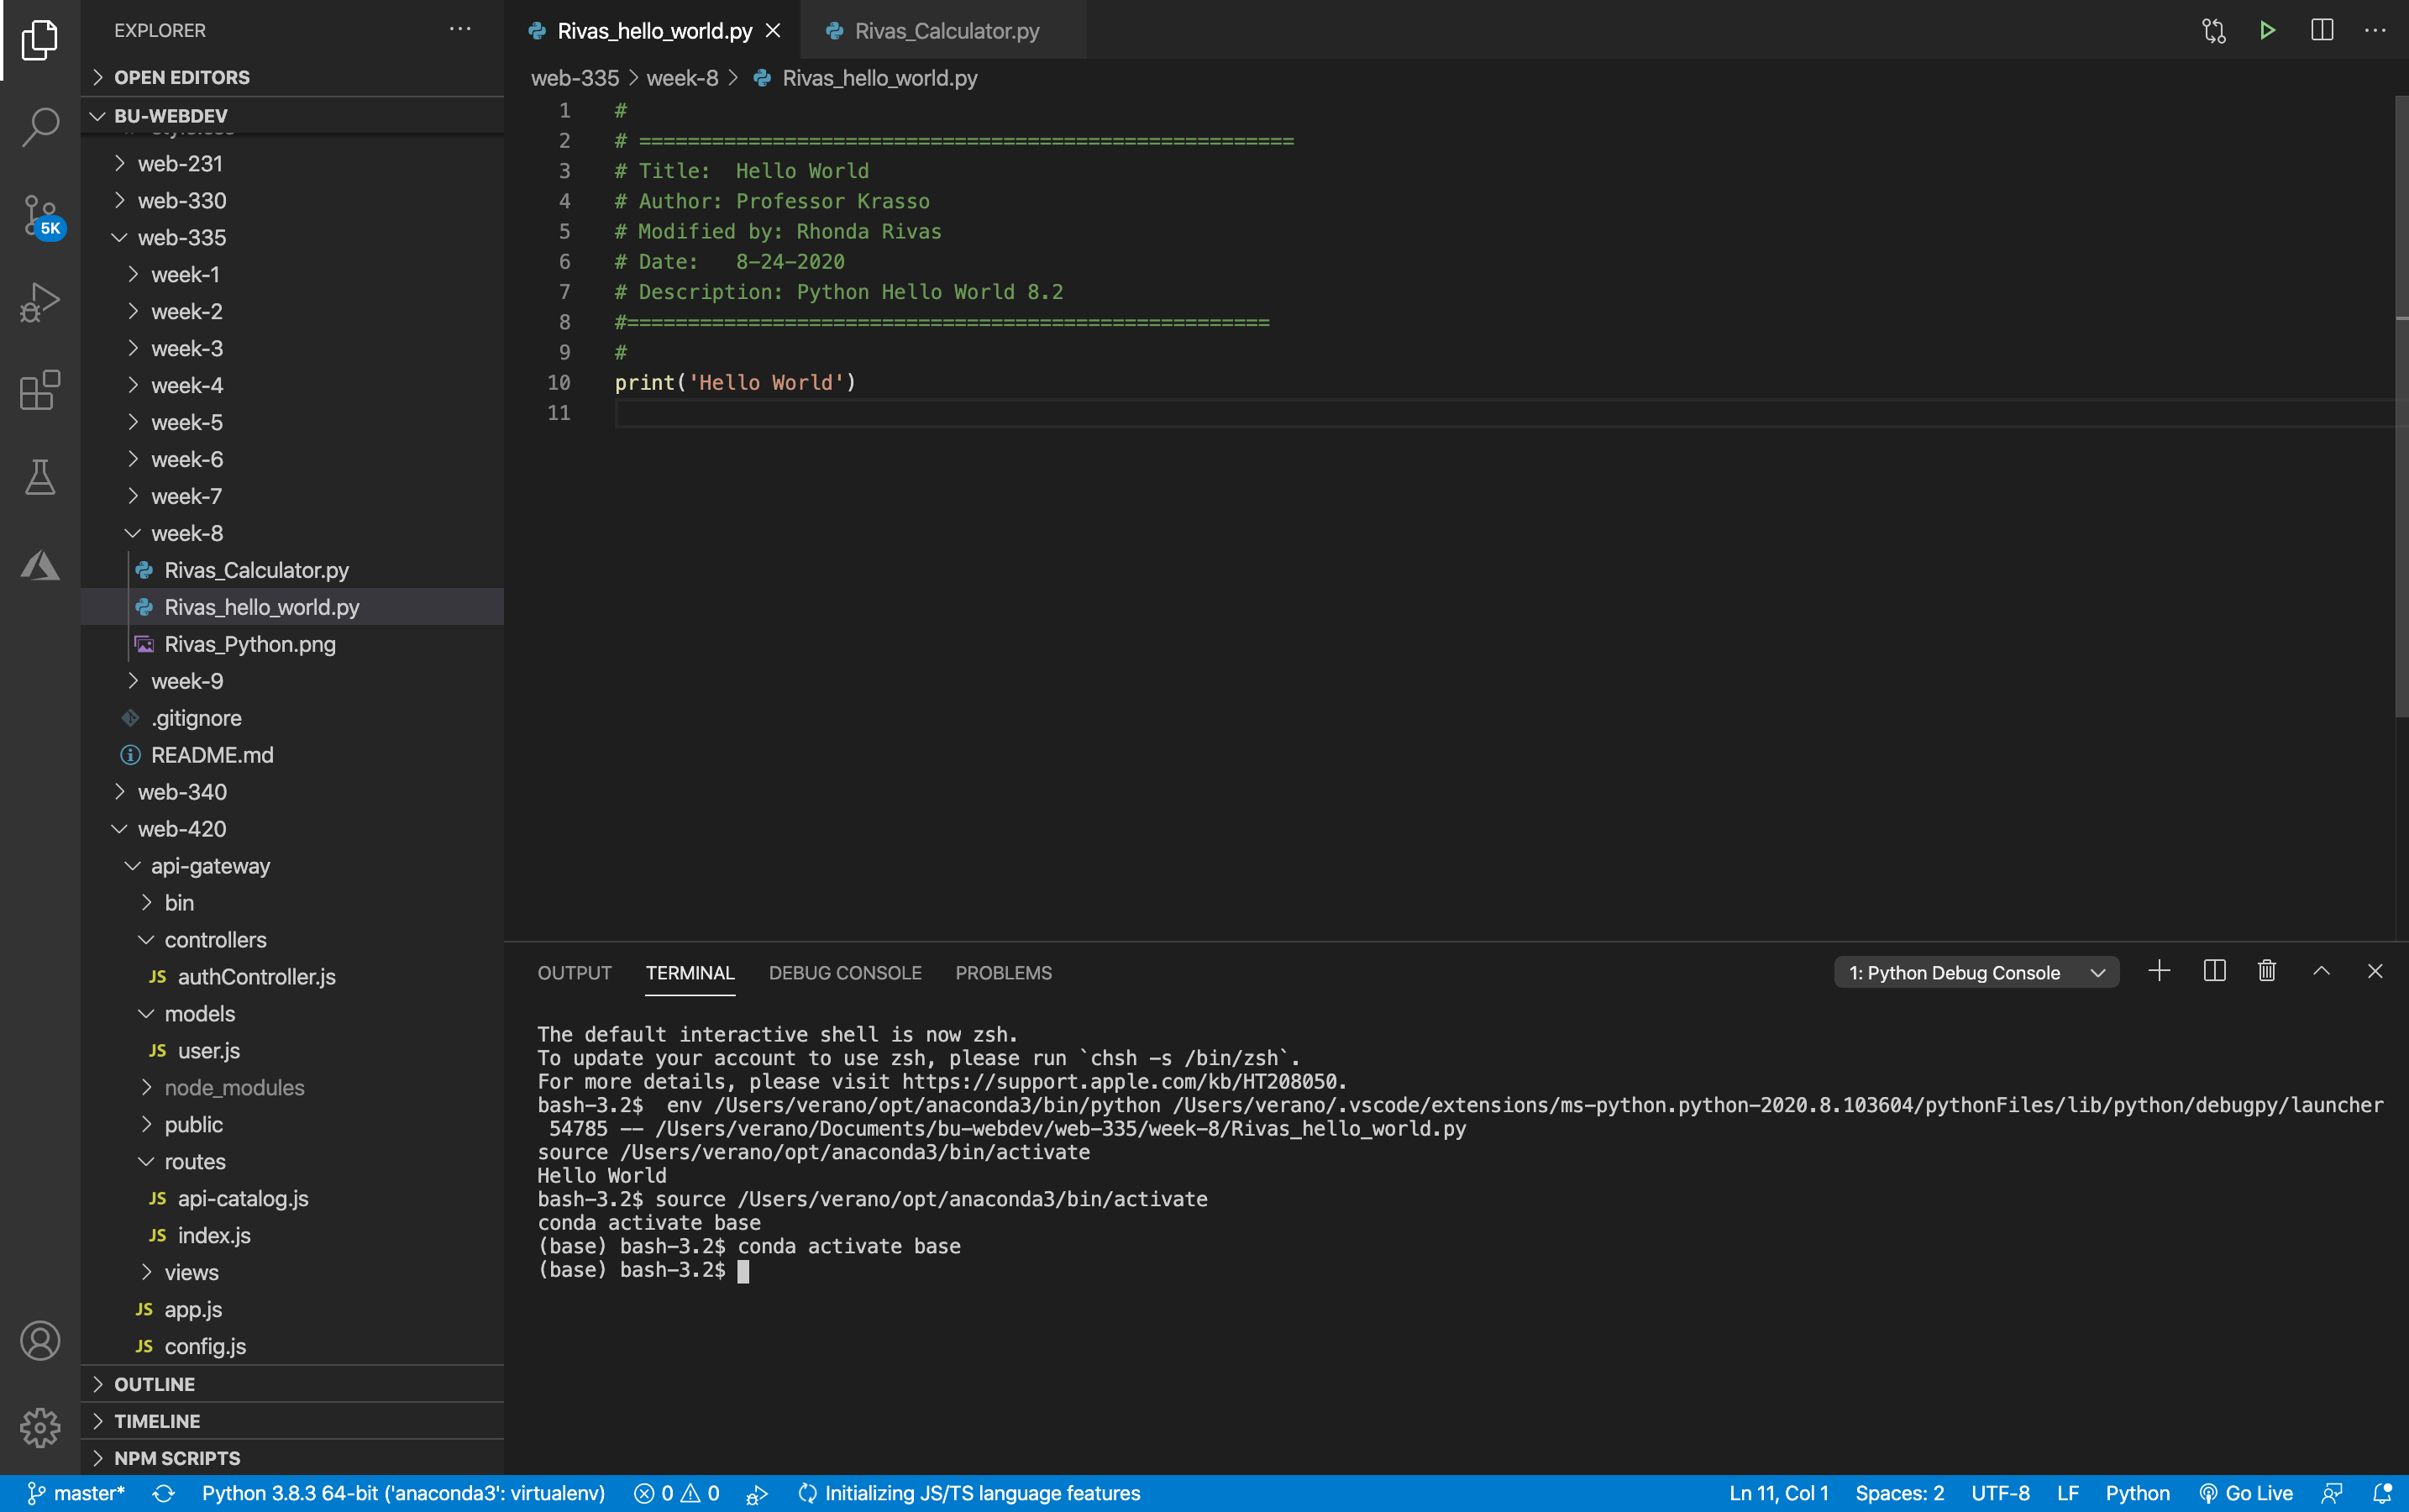 EXPLORER
OPEN EDITORS
BU-WEBDEV
web-231
web-330
web-335
week-1
week-2
week-3
week-4
week-5
week-6
week-7
week-8
Rivas_Calculator.py
Rivas_hello_world.py
Rivas_Python.png
week-9
.gitignore
README.md
web-340
web-420
api-gateway
bin
controllers
JS authController.js
models
JS user.js
node_modules
public
routes
JS api-catalog.js
JS index.js
views
JS app.js
JS config.js
OUTLINE
TIMELINE
NPM SCRIPTS
5K
Rivas_hello_world.py Rivas_Calculator.py
web-335 > week-8 > Rivas_hello_world.py
1 #
2 # ======================================================
3 # Title:  Hello World
4 # Author: Professor Krasso
5 # Modified by: Rhonda Rivas
6 # Date:   8-24-2020
7 # Description: Python Hello World 8.2
8 #=====================================================
9 #
10 print('Hello World')
11
OUTPUT TERMINAL DEBUG CONSOLE PROBLEMS 1: Python Debug Console
The default interactive shell is now zsh.
To update your account to use zsh, please run `chsh -s /bin/zsh`.
For more details, please visit https://support.apple.com/kb/HT208050.
bash-3.2$  env /Users/verano/opt/anaconda3/bin/python /Users/verano/.vscode/extensions/ms-python.python-2020.8.103604/pythonFiles/lib/python/debugpy/launcher
54785 -- /Users/verano/Documents/bu-webdev/web-335/week-8/Rivas_hello_world.py
source /Users/verano/opt/anaconda3/bin/activate
Hello World
bash-3.2$ source /Users/verano/opt/anaconda3/bin/activate
conda activate base
(base) bash-3.2$ conda activate base
(base) bash-3.2$
master* Python 3.8.3 64-bit ('anaconda3': virtualenv) 0 0 Initializing JS/TS language features Ln 11, Col 1 Spaces: 2 UTF-8 LF Python Go Live